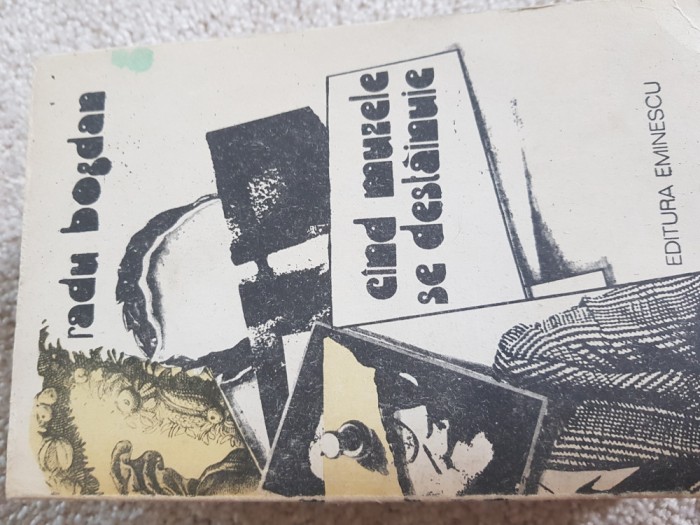 radu bogdan
cînd muzele
se destăinuie
EDITURA EMINESCU